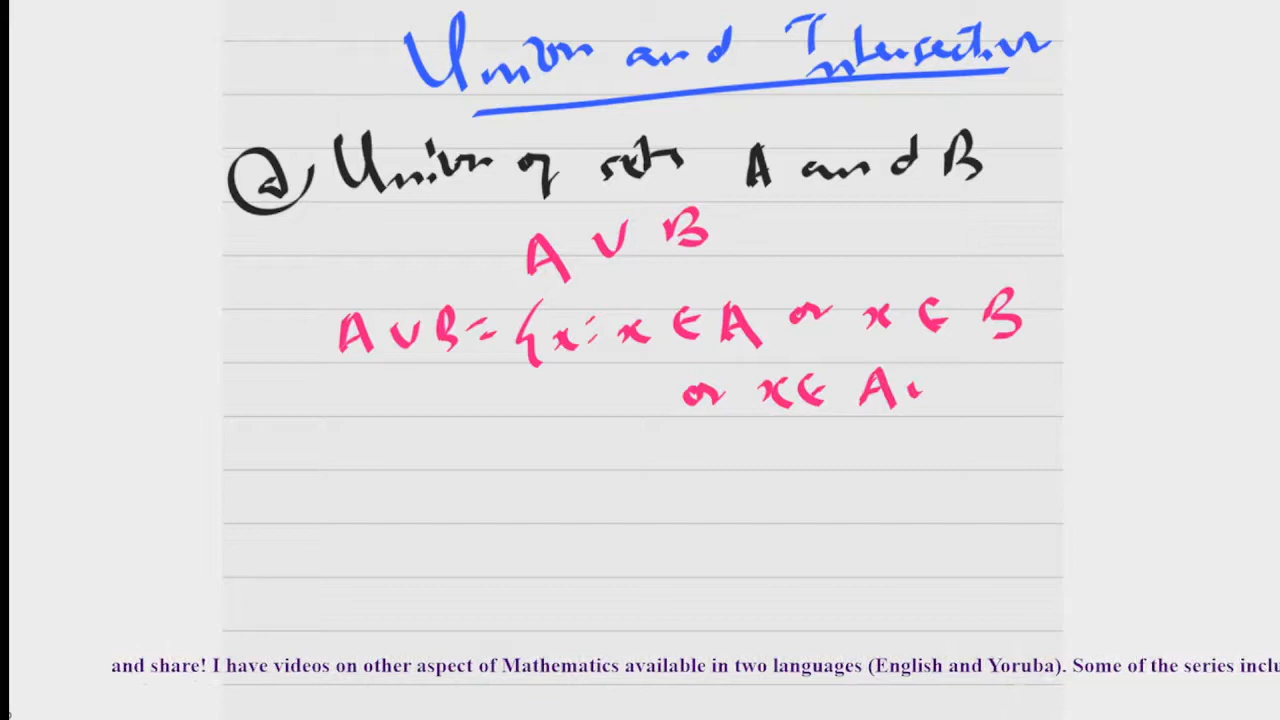 Union and Intersection
(a) Union of sets A and B
A ∪ B
A ∪ B = {x : x ∈ A or x ∈ B
or x ∈ A
and share! I have videos on other aspect of Mathematics available in two languages (English and Yoruba). Some of the series inclu